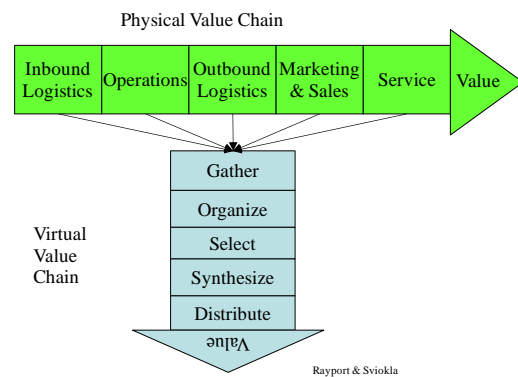 Physical Value Chain
Inbound
Logistics
Operations
Outbound
Logistics
Marketing
& Sales
Service
Value
Gather
Organize
Select
Synthesize
Distribute
Value
Virtual
Value
Chain
Rayport & Sviokla